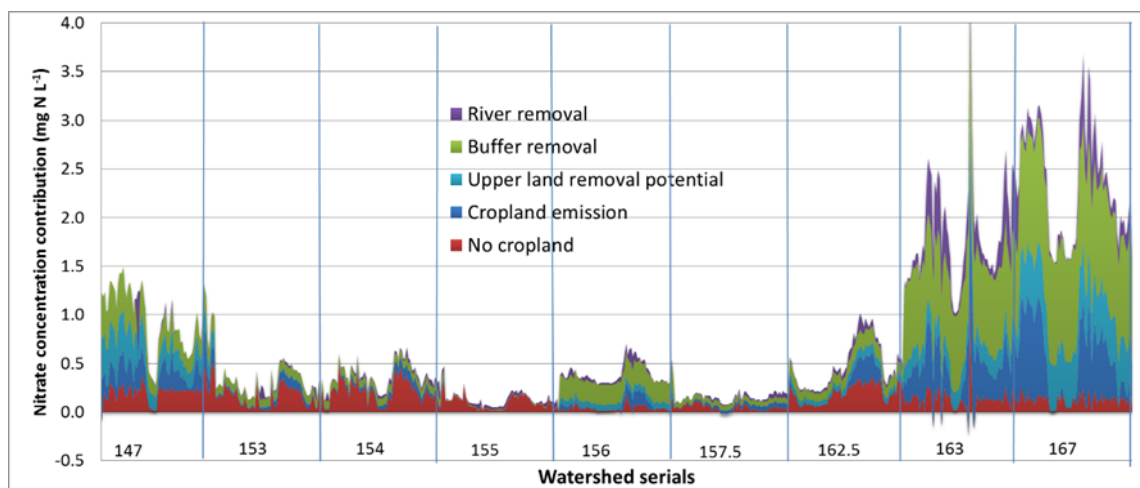 Nitrate concentration contribution (mg N L-1)
4.0
3.5
3.0
2.5
2.0
1.5
1.0
0.5
0.0
-0.5
River removal
Buffer removal
Upper land removal potential
Cropland emission
No cropland
147 153 154 155 156 157.5 162.5 163 167
Watershed serials